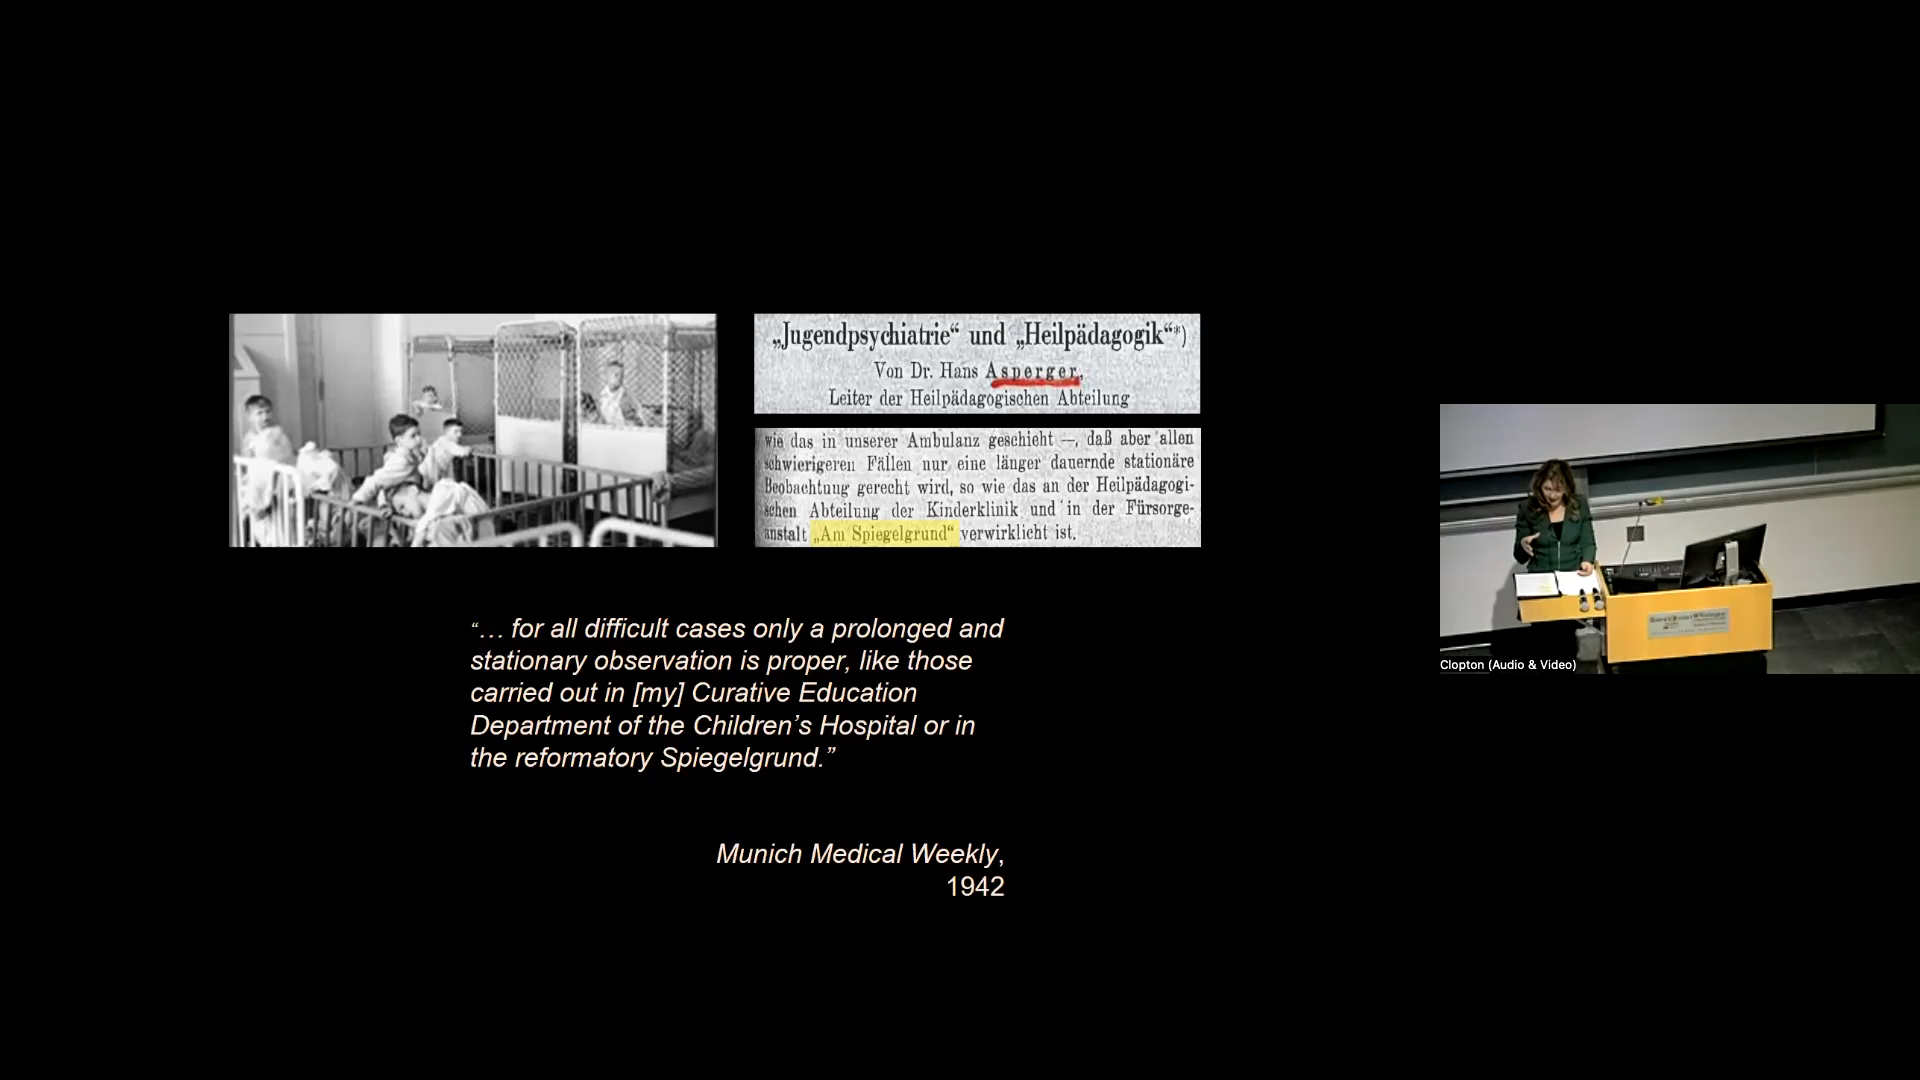 „Jugendpsychiatrie“ und „Heilpädagogik“*)
Von Dr. Hans Asperger,
Leiter der Heilpädagogischen Abteilung
wie das in unserer Ambulanz geschieht —, daß aber allen
schwierigeren Fällen nur eine länger dauernde stationäre
Beobachtung gerecht wird, so wie das an der Heilpädagogi-
schen Abteilung der Kinderklinik und in der Fürsorge-
anstalt „Am Spiegelgrund“ verwirklicht ist.
“… for all difficult cases only a prolonged and
stationary observation is proper, like those
carried out in [my] Curative Education
Department of the Children’s Hospital or in
the reformatory Spiegelgrund.”
Munich Medical Weekly,
1942
Clopton (Audio & Video)